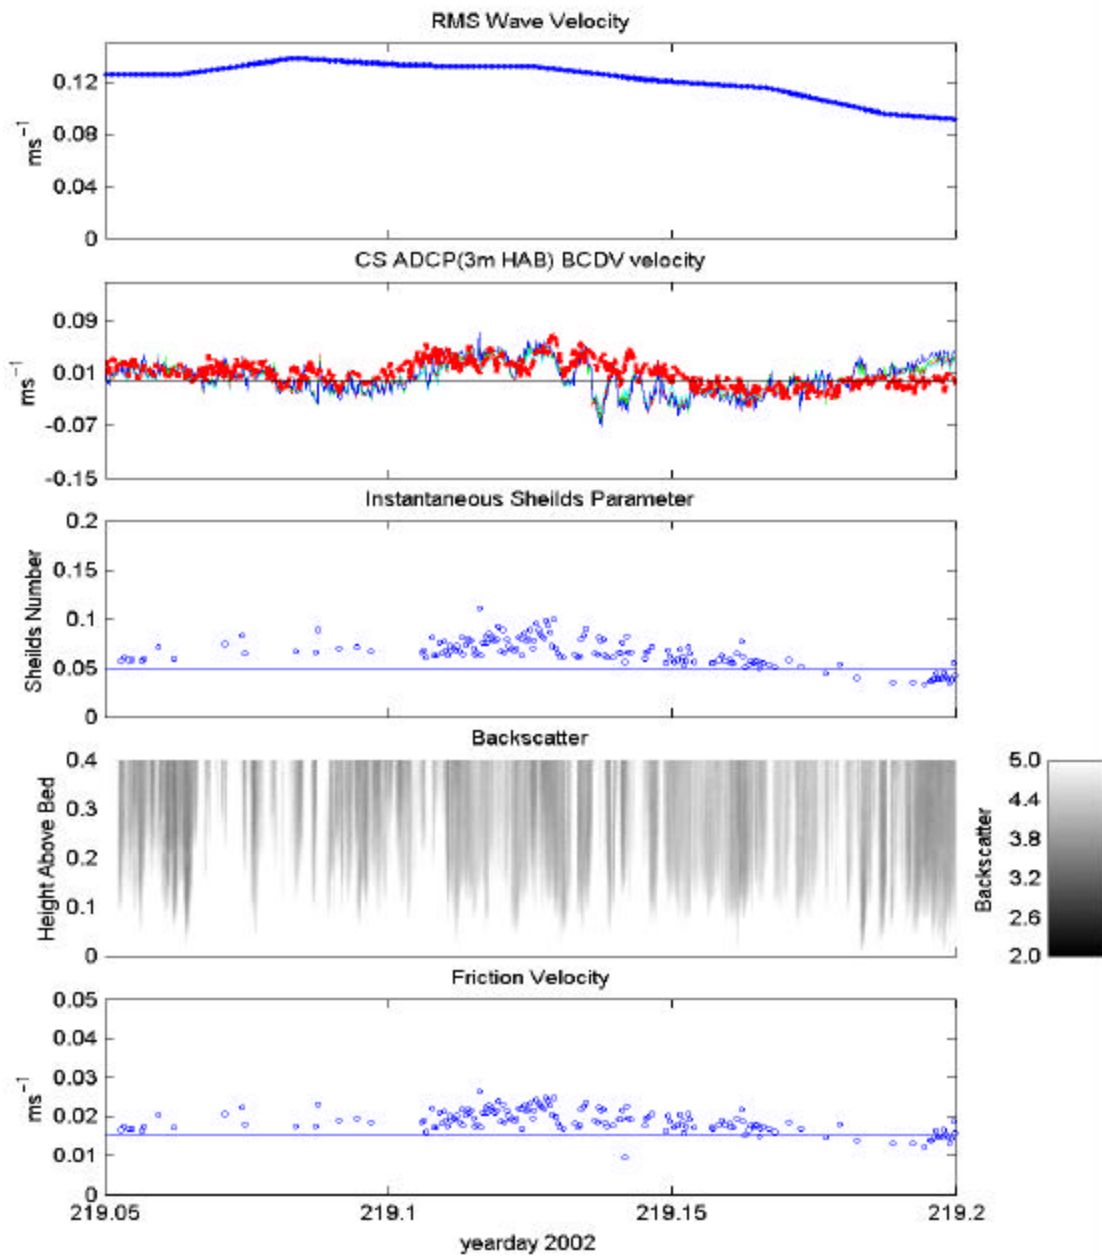 RMS Wave Velocity
0.12
0.08
0.04
0
ms⁻¹
CS ADCP(3m HAB) BCDV velocity
0.09
0.01
-0.07
-0.15
ms⁻¹
Instantaneous Sheilds Parameter
0.2
0.15
0.1
0.05
0
Sheilds Number
Backscatter
0.4
0.3
0.2
0.1
0
Height Above Bed
5.0
4.4
3.8
3.2
2.6
2.0
Backscatter
Friction Velocity
0.05
0.04
0.03
0.02
0.01
0
ms⁻¹
219.05 219.1 219.15 219.2
yearday 2002